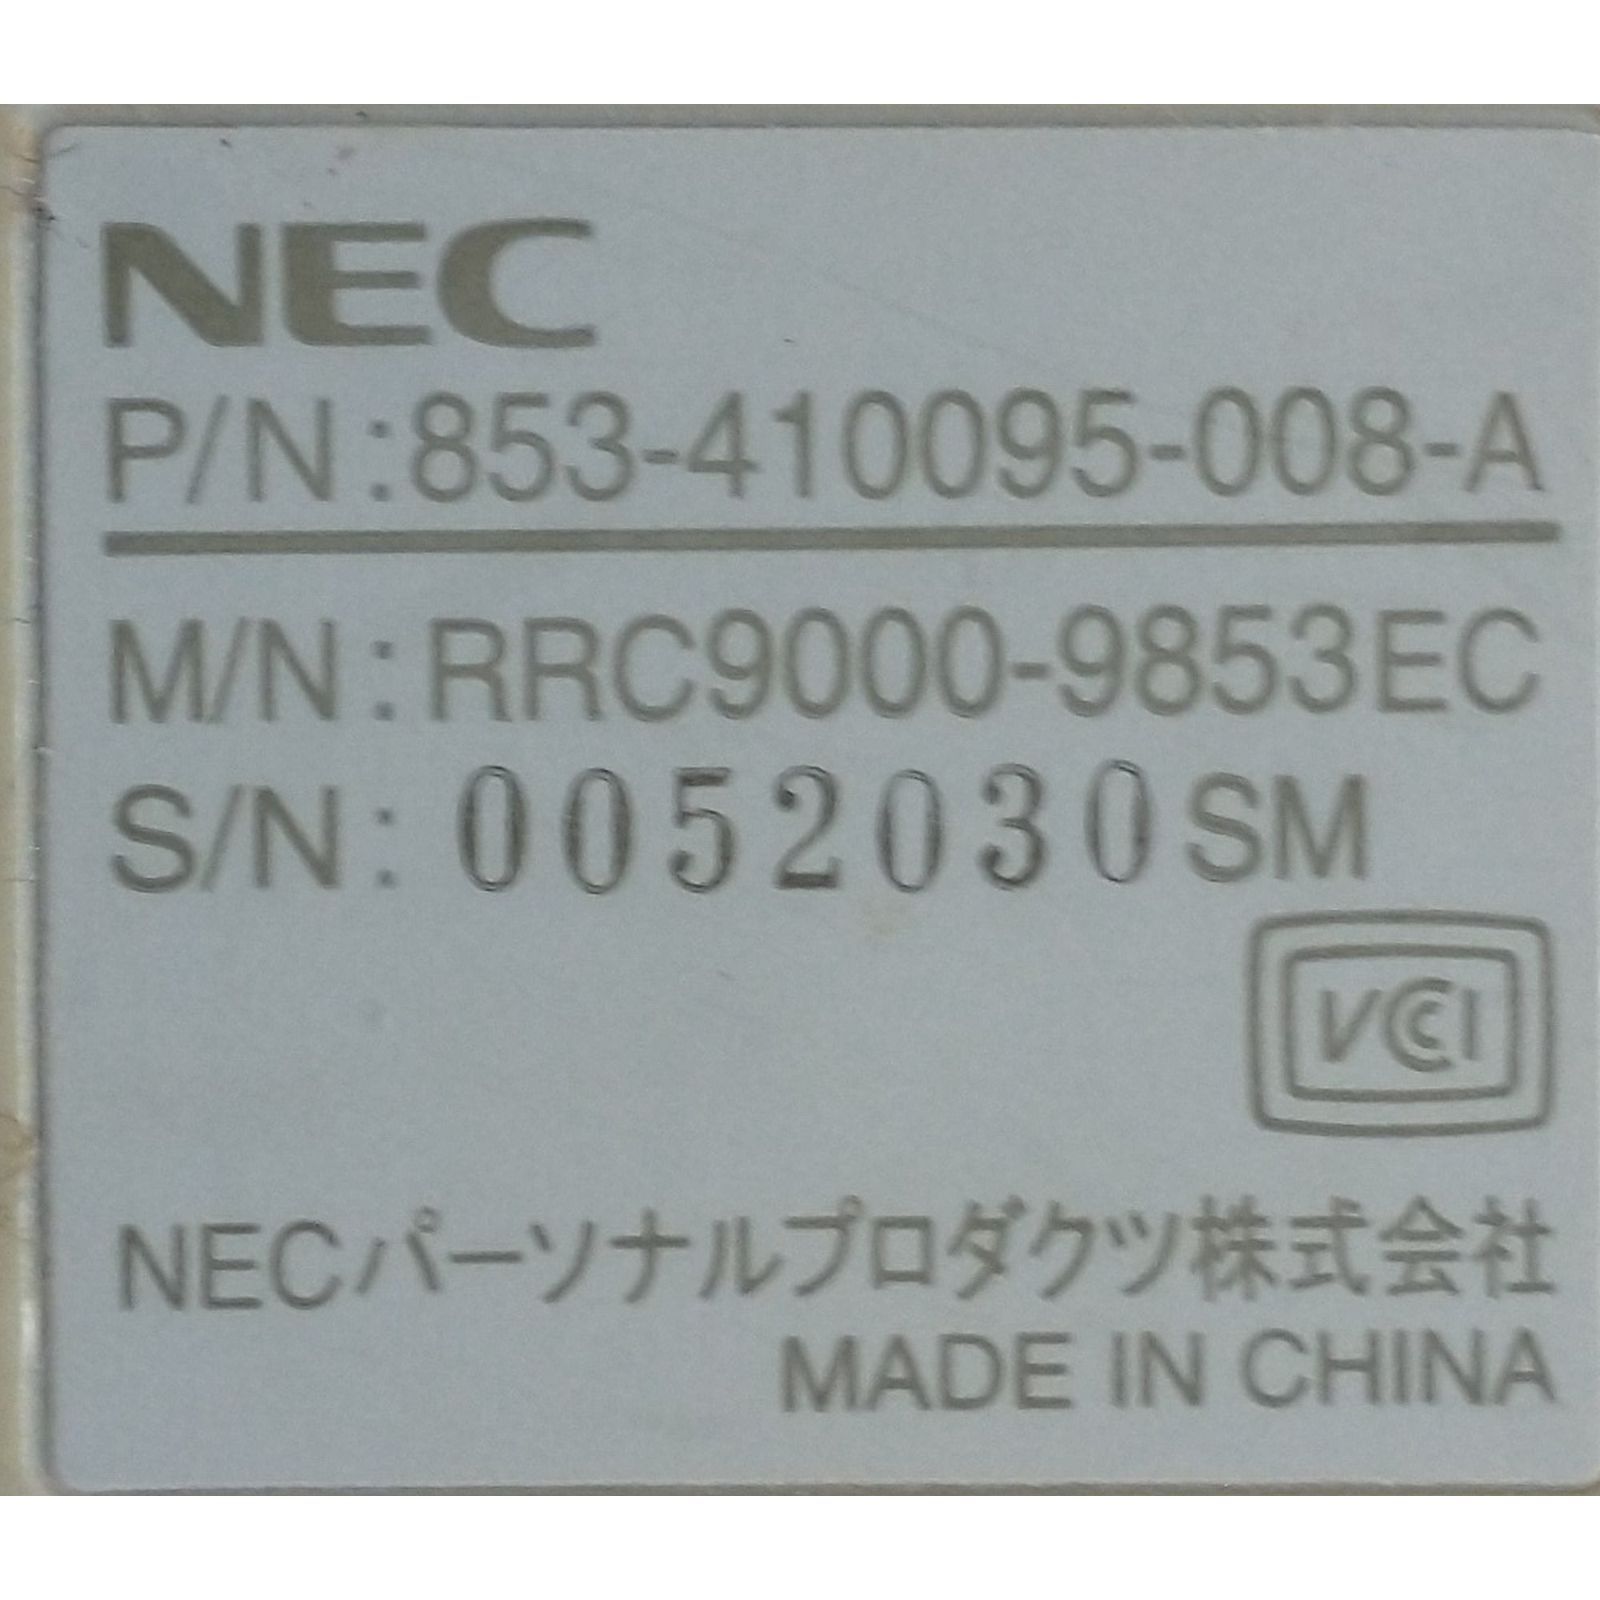 NEC
P/N:853-410095-008-A
M/N:RRC9000-9853EC
S/N: 0052030SM
VCCI
NECパーソナルプロダクツ株式会社
MADE IN CHINA